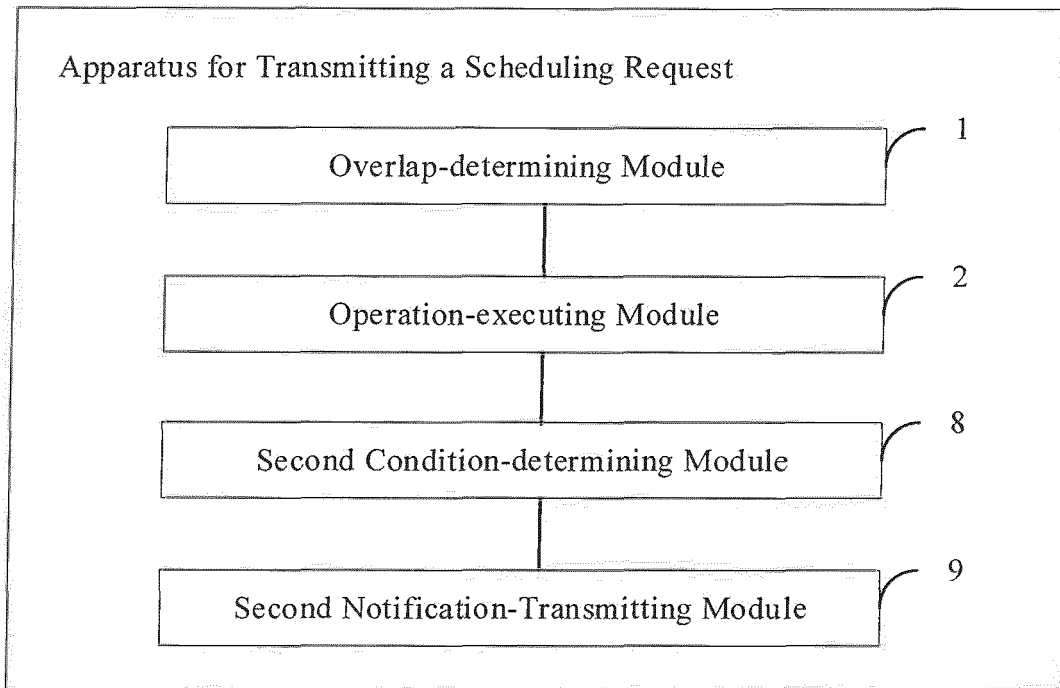 Apparatus for Transmitting a Scheduling Request
1
Overlap-determining Module
2
Operation-executing Module
8
Second Condition-determining Module
9
Second Notification-Transmitting Module